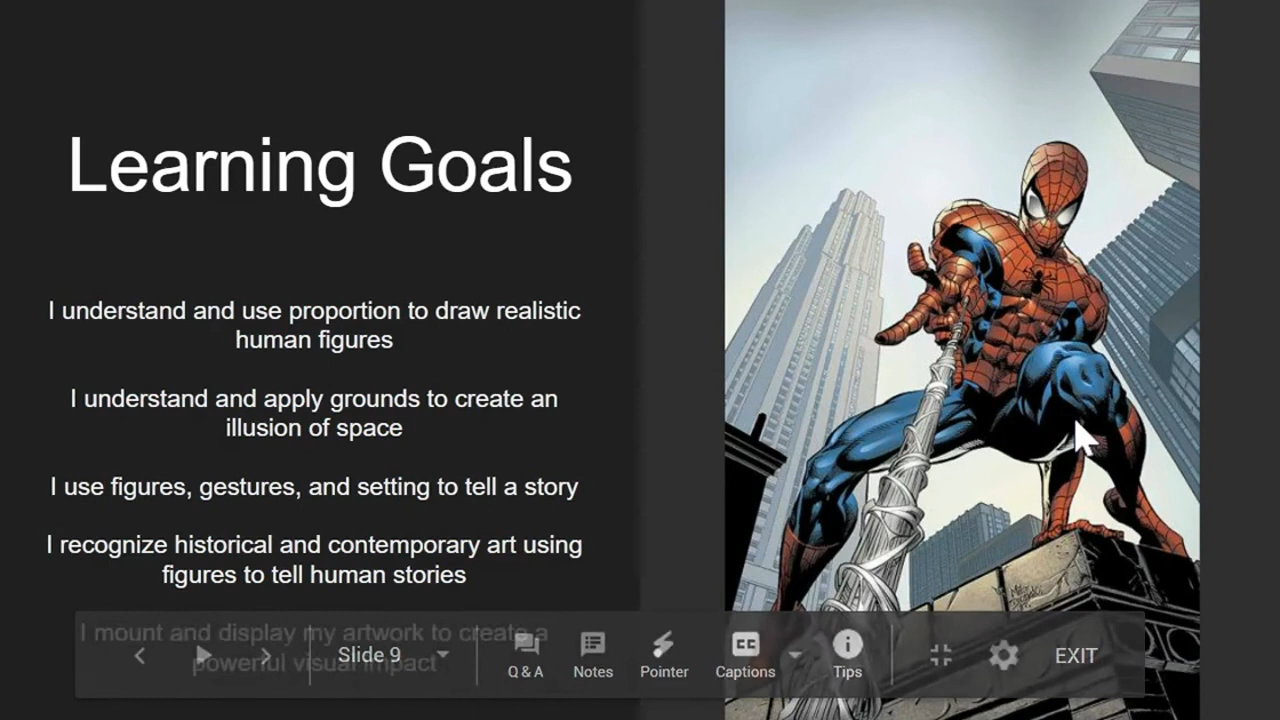 Learning Goals
I understand and use proportion to draw realistic
human figures
I understand and apply grounds to create an
illusion of space
I use figures, gestures, and setting to tell a story
I recognize historical and contemporary art using
figures to tell human stories
I mount and display my artwork to create a
powerful visual impact
Slide 9
Q & A
Notes
Pointer
CC
Captions
Tips
EXIT